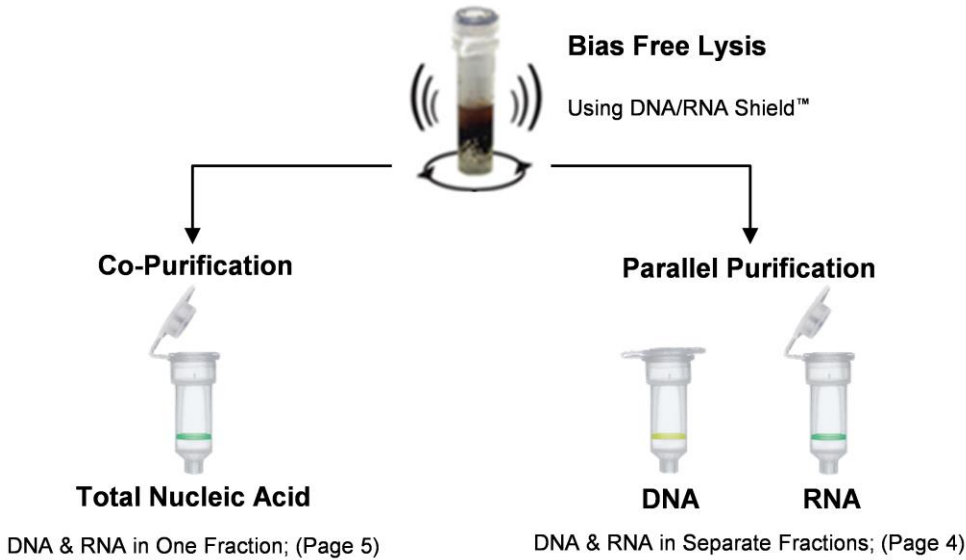 Bias Free Lysis
Using DNA/RNA Shield™
Co-Purification
Parallel Purification
Total Nucleic Acid
DNA
RNA
DNA & RNA in One Fraction; (Page 5)
DNA & RNA in Separate Fractions; (Page 4)